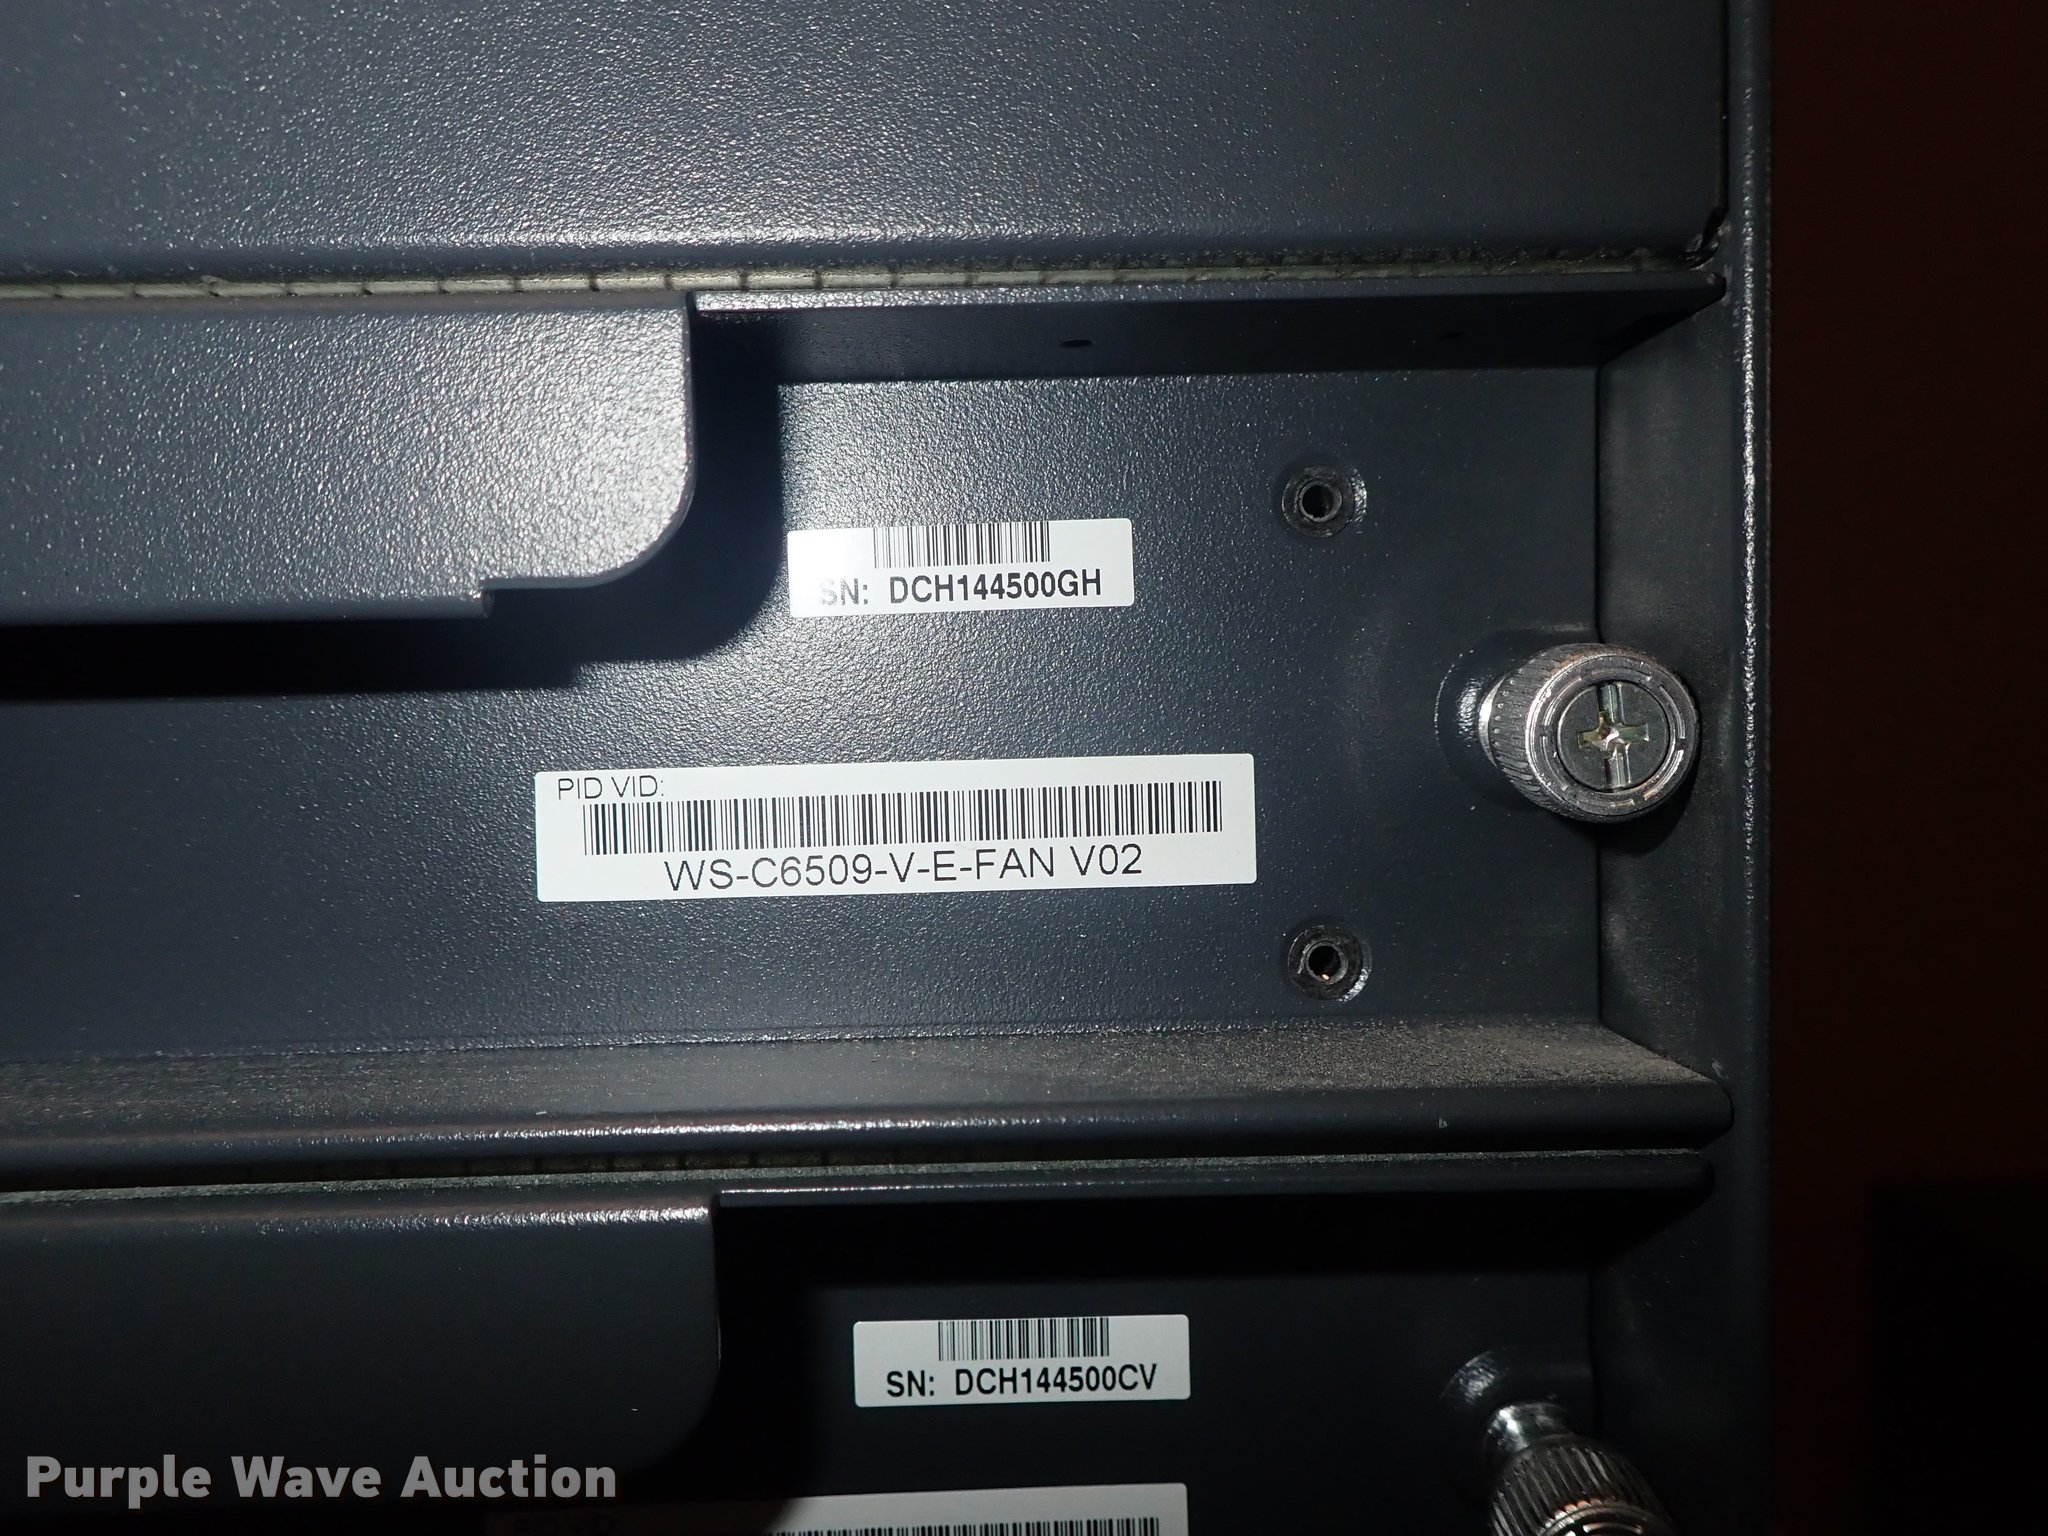 SN: DCH144500GH
PID VID:
WS-C6509-V-E-FAN V02
SN: DCH144500CV
Purple Wave Auction